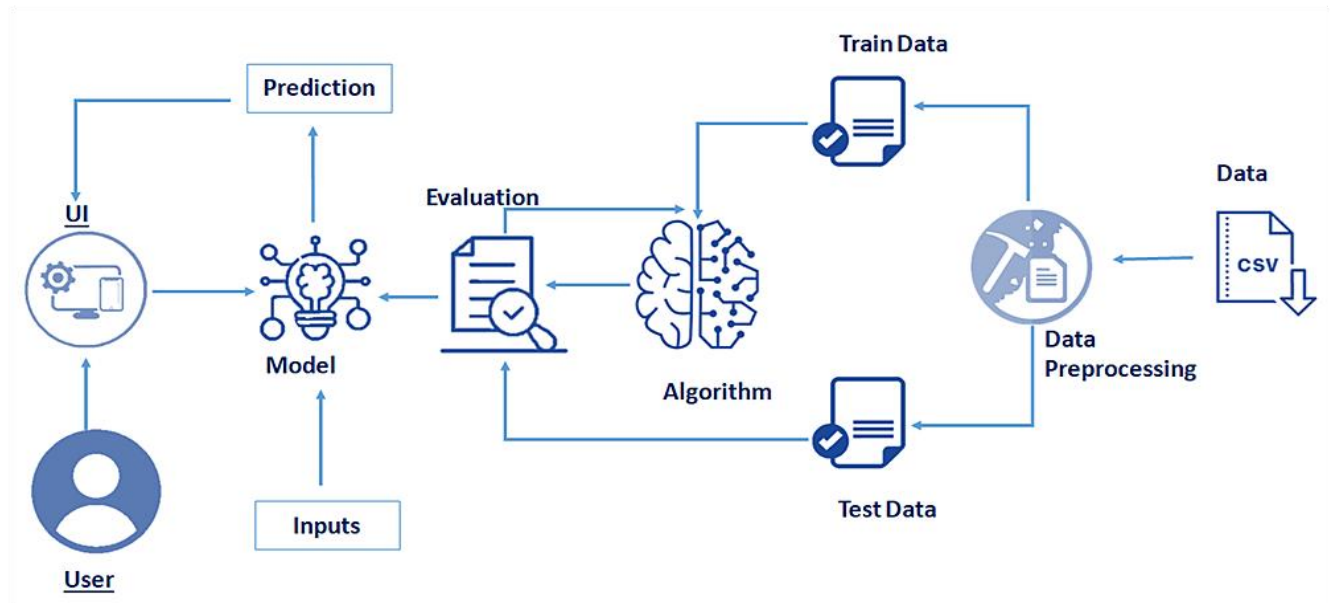 Train Data
Prediction
Data
Evaluation
UI
CSV
Data
Preprocessing
Model
Algorithm
Inputs
Test Data
User